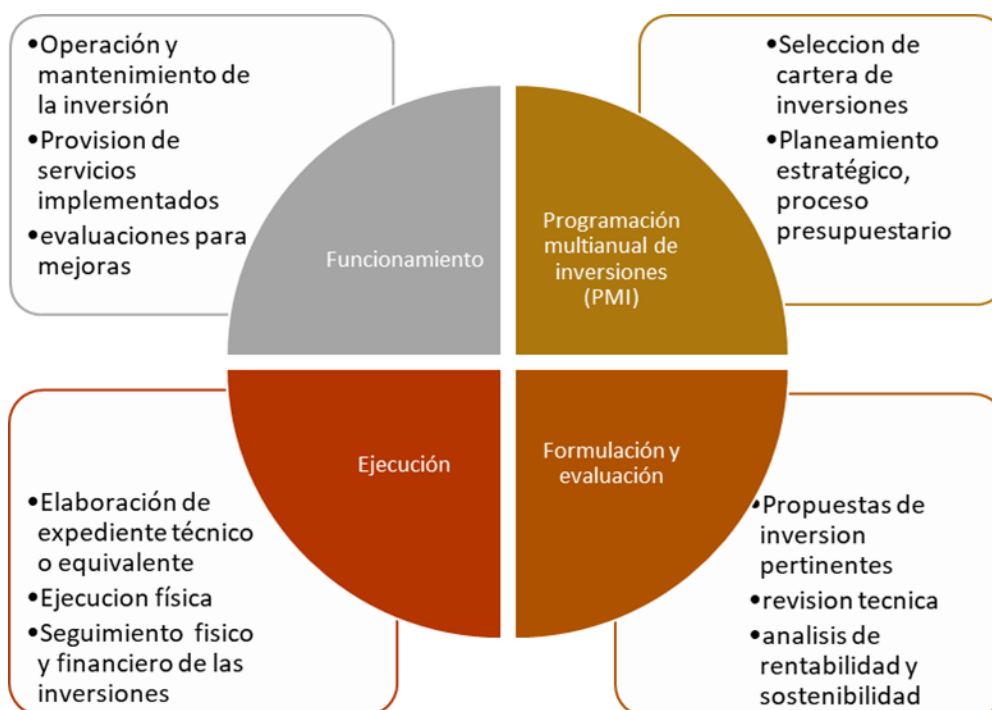 •Operación y
mantenimiento de
la inversión
•Provision de
servicios
implementados
•evaluaciones para
mejoras
•Seleccion de
cartera de
inversiones
•Planeamiento
estratégico,
proceso
presupuestario
Funcionamiento
Programación
multianual de
inversiones
(PMI)
Ejecución
Formulación y
evaluación
•Elaboración de
expediente técnico
o equivalente
•Ejecucion física
•Seguimiento fisico
y financiero de las
inversiones
•Propuestas de
inversion
pertinentes
•revision tecnica
•analisis de
rentabilidad y
sostenibilidad